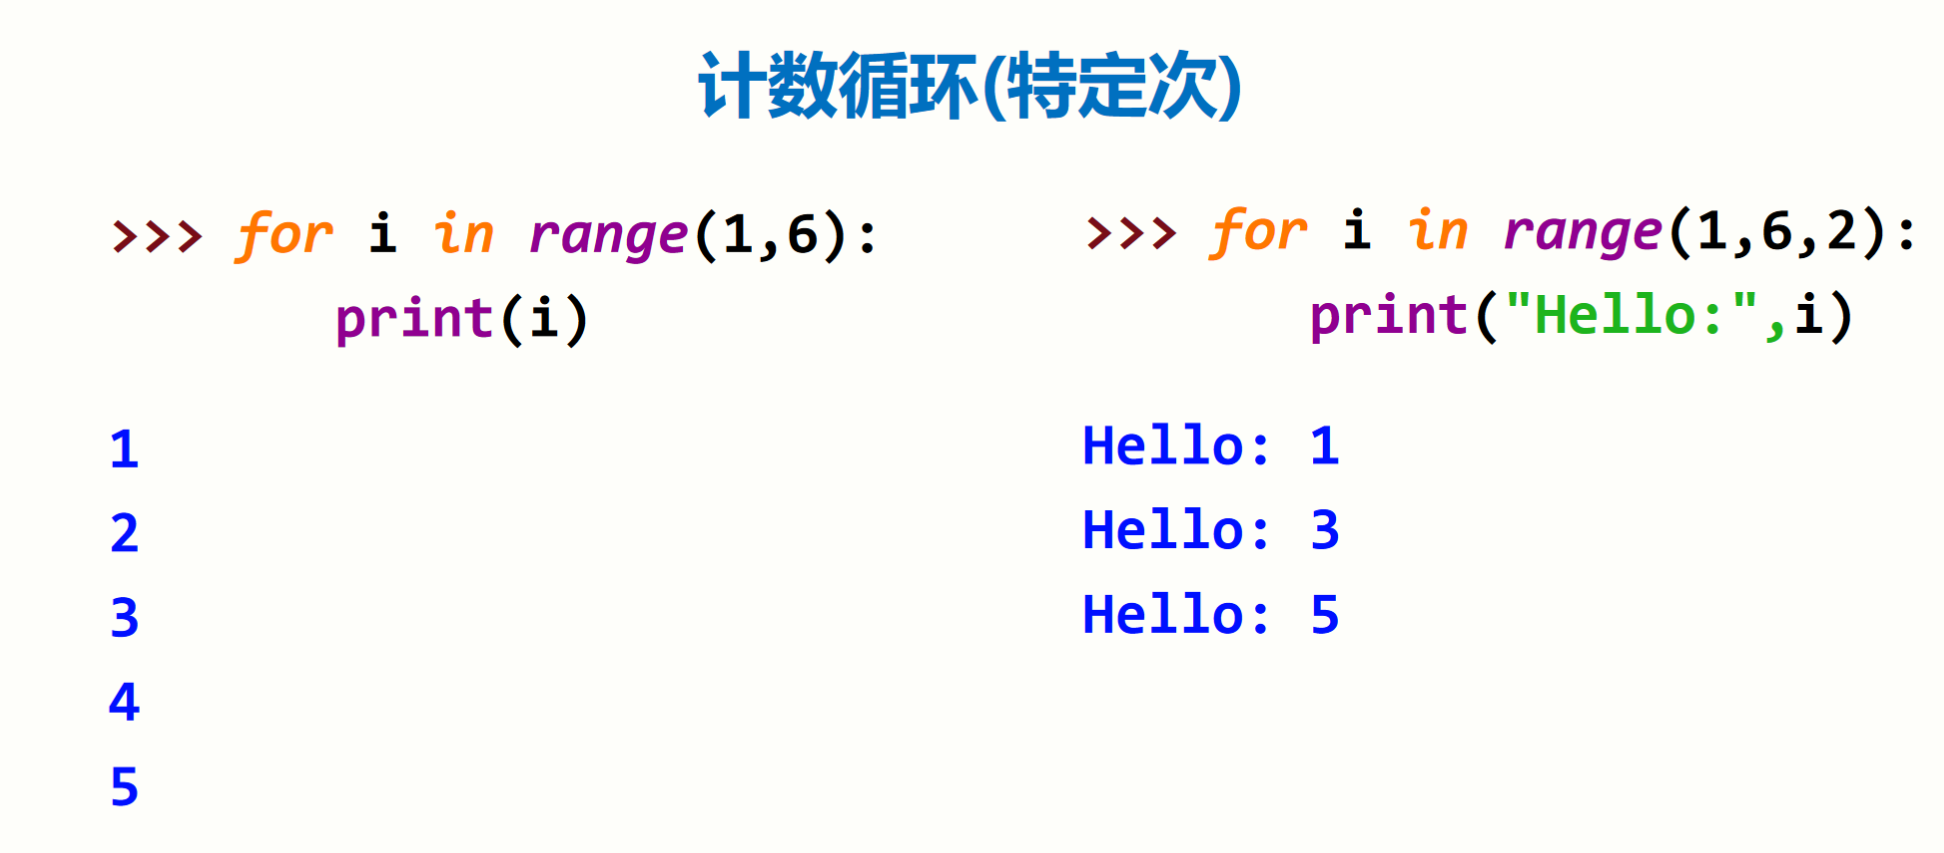 计数循环(特定次)
>>> for i in range(1,6):
print(i)
1
2
3
4
5
>>> for i in range(1,6,2):
print("Hello:",i)
Hello: 1
Hello: 3
Hello: 5